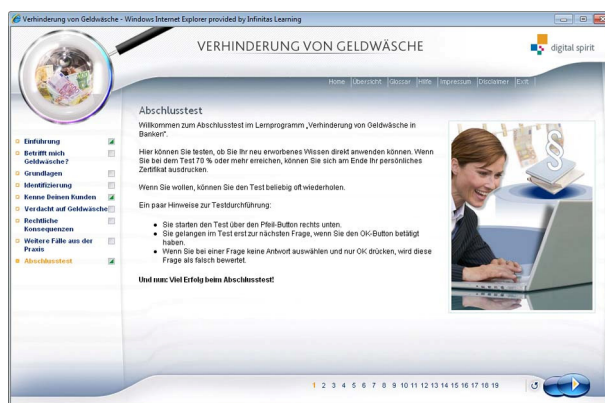 Verhinderung von Geldwäsche - Windows Internet Explorer provided by Infinitas Learning
VERHINDERUNG VON GELDWÄSCHE
digital spirit
Home |Übersicht |Glossar |Hilfe |Impressum |Disclaimer |Exit |
Einführung
Betrifft mich
Geldwäsche?
Grundlagen
Identifizierung
Kenne Deinen Kunden
Verdacht auf Geldwäsche
Rechtliche
Konsequenzen
Weitere Fälle aus der
Praxis
Abschlusstest
Abschlusstest
Willkommen zum Abschlusstest im Lernprogramm „Verhinderung von Geldwäsche in
Banken".
Hier können Sie testen, ob Sie Ihr neu erworbenes Wissen direkt anwenden können. Wenn
Sie bei dem Test 70 % oder mehr erreichen, können Sie sich am Ende Ihr persönliches
Zertifikat ausdrucken.
Wenn Sie wollen, können Sie den Test beliebig oft wiederholen.
Ein paar Hinweise zur Testdurchführung:
• Sie starten den Test über den Pfeil-Button rechts unten.
• Sie gelangen im Test erst zur nächsten Frage, wenn Sie den OK-Button betätigt
haben.
• Wenn Sie bei einer Frage keine Antwort auswählen und nur OK drücken, wird diese
Frage als falsch bewertet.
Und nun: Viel Erfolg beim Abschlusstest!
§
1 2 3 4 5 6 7 8 9 10 11 12 13 14 15 16 17 18 19